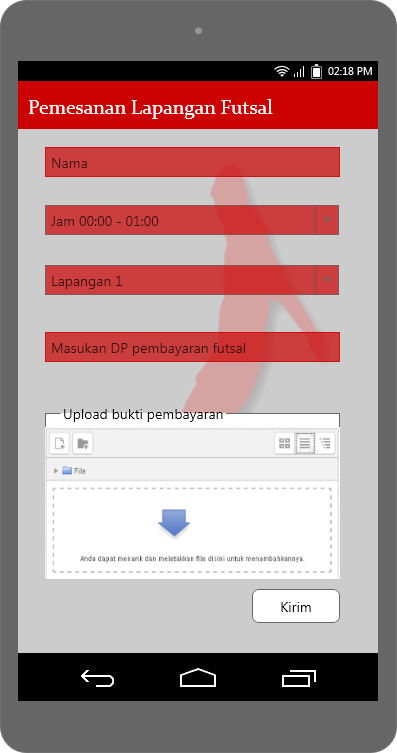 02:18 PM
Pemesanan Lapangan Futsal
Nama
Jam 00:00 - 01:00
Lapangan 1
Masukan DP pembayaran futsal
Upload bukti pembayaran
File
Anda dapat menarik dan meletakkan file disini untuk menambahkannya.
Kirim